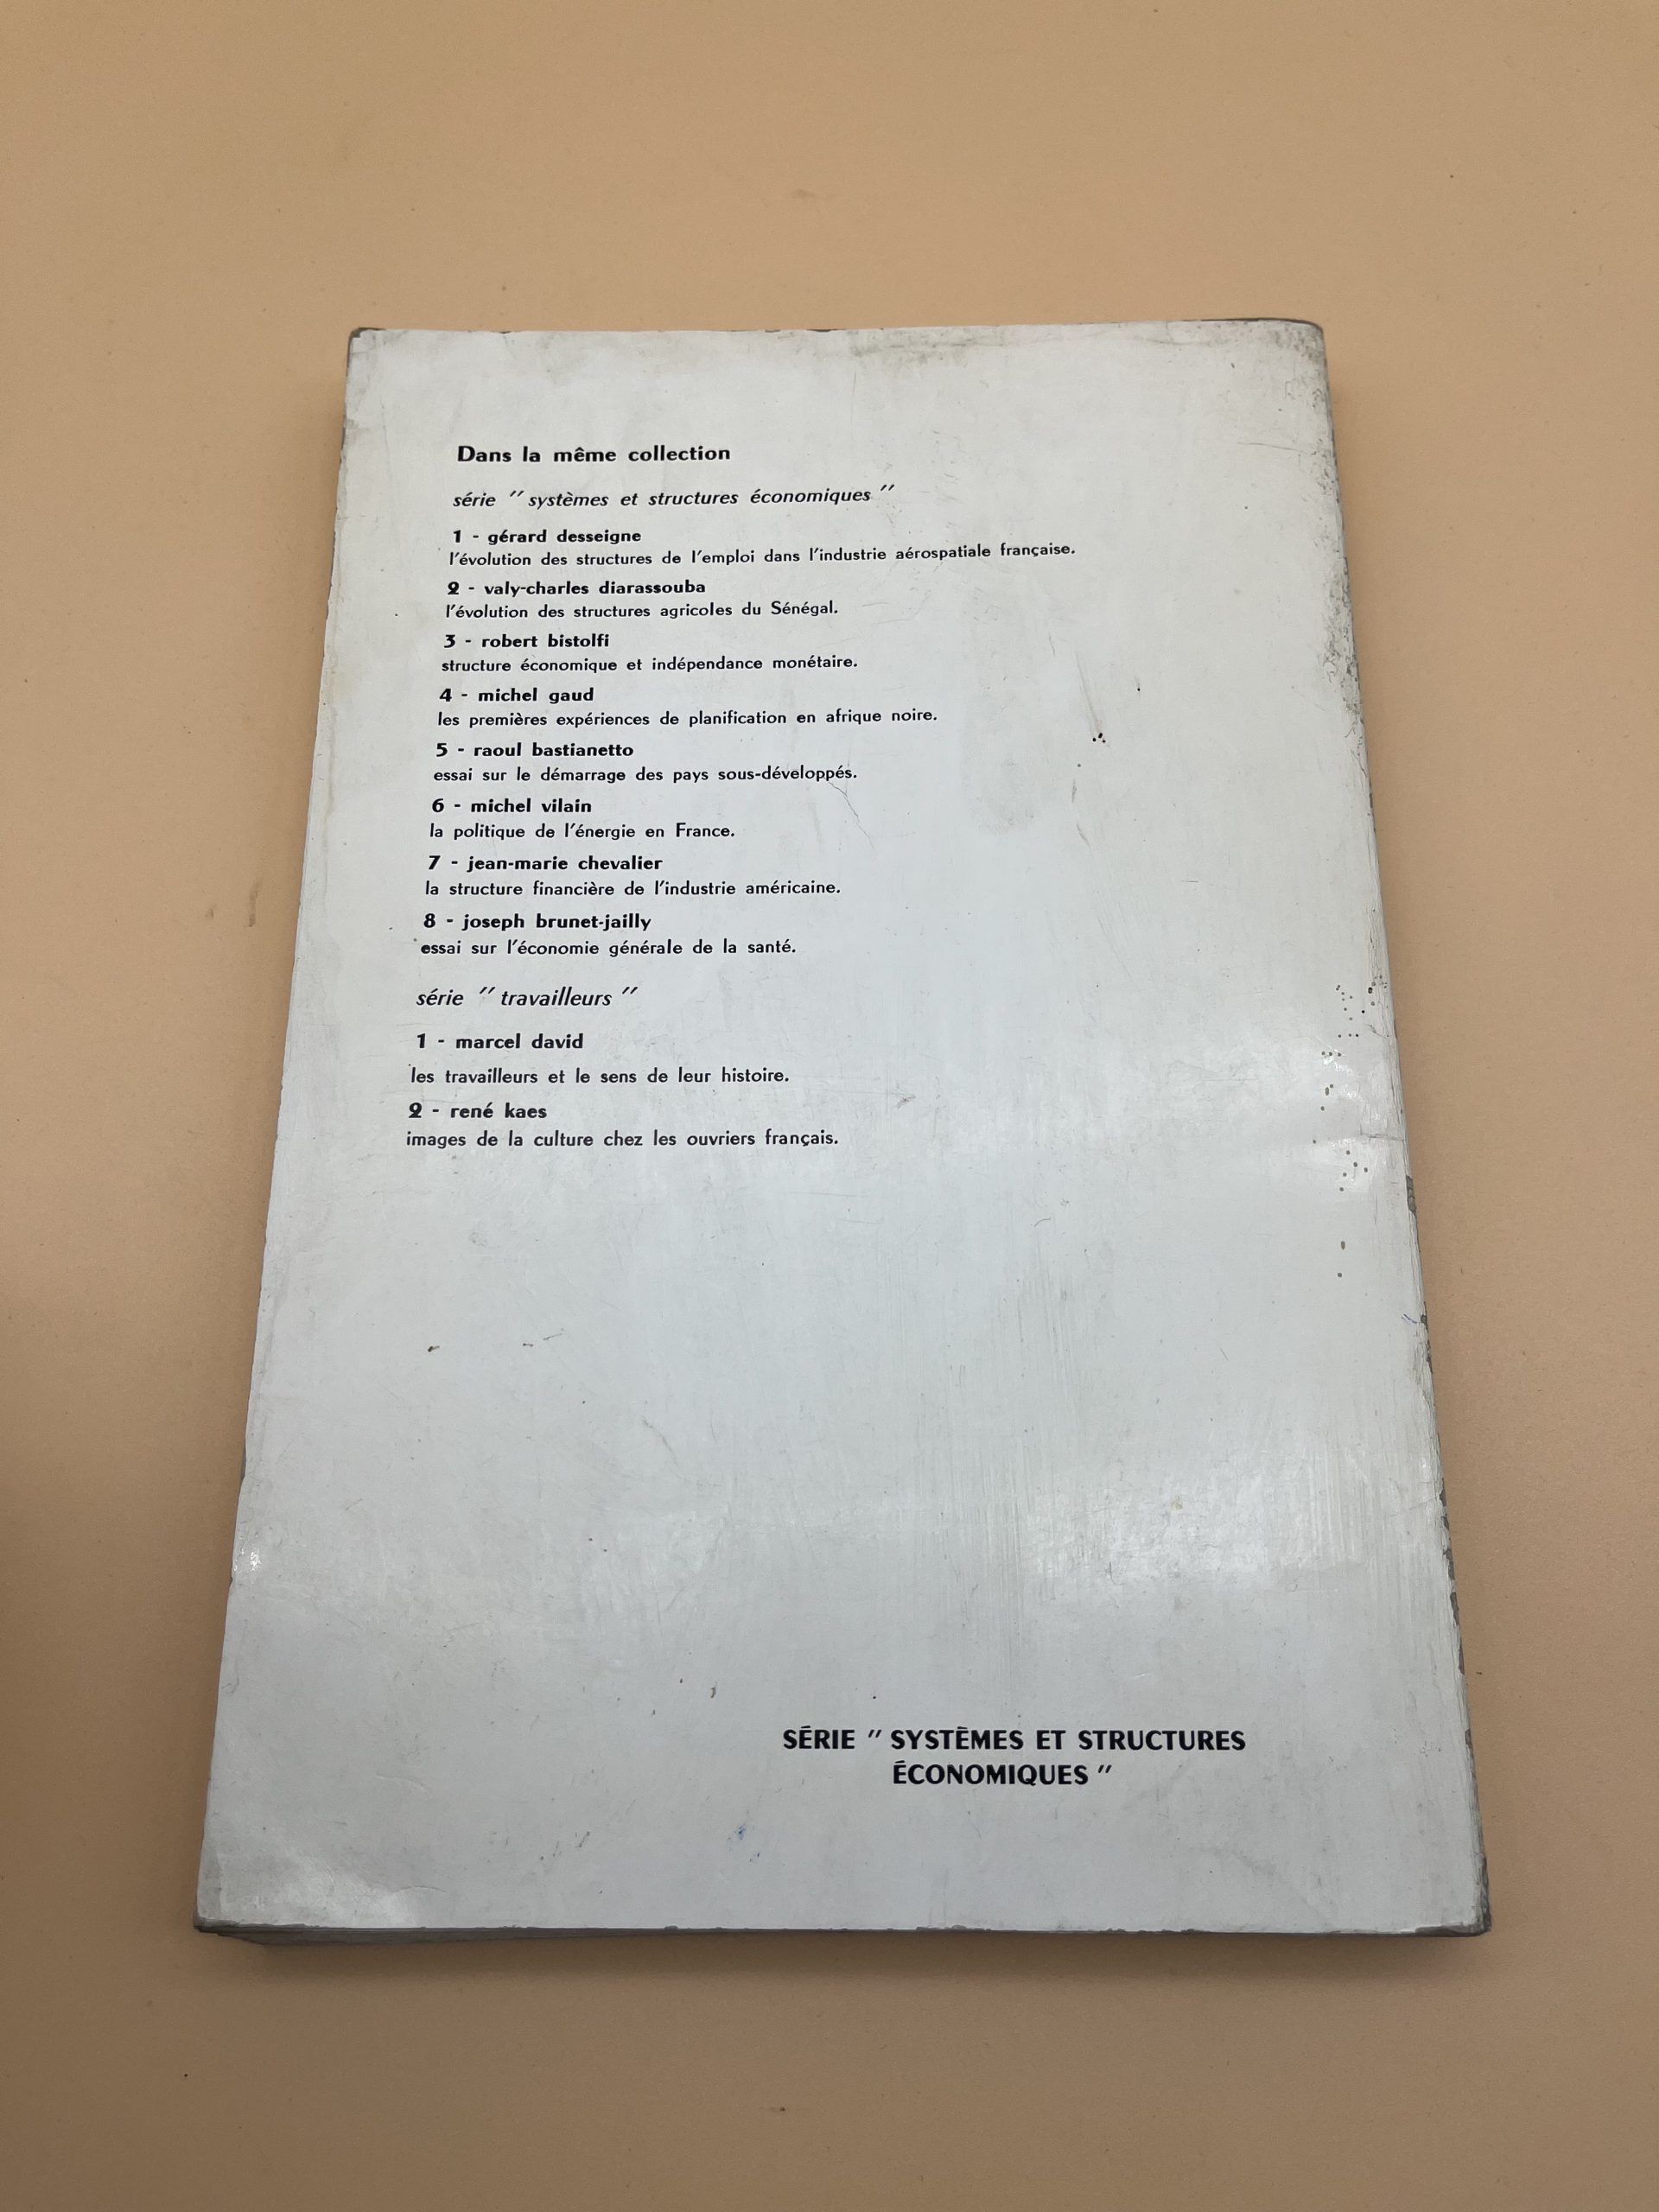 Dans la même collection
série " systèmes et structures économiques "
1 - gérard desseigne
l'évolution des structures de l'emploi dans l'industrie aérospatiale française.
2 - valy-charles diarassouba
l'évolution des structures agricoles du Sénégal.
3 - robert bistolfi
structure économique et indépendance monétaire.
4 - michel gaud
les premières expériences de planification en afrique noire.
5 - raoul bastianetto
essai sur le démarrage des pays sous-développés.
6 - michel vilain
la politique de l'énergie en France.
7 - jean-marie chevalier
la structure financière de l'industrie américaine.
8 - joseph brunet-jailly
essai sur l'économie générale de la santé.
série " travailleurs "
1 - marcel david
les travailleurs et le sens de leur histoire.
2 - rené kaes
images de la culture chez les ouvriers français.
SÉRIE " SYSTÈMES ET STRUCTURES
ÉCONOMIQUES "